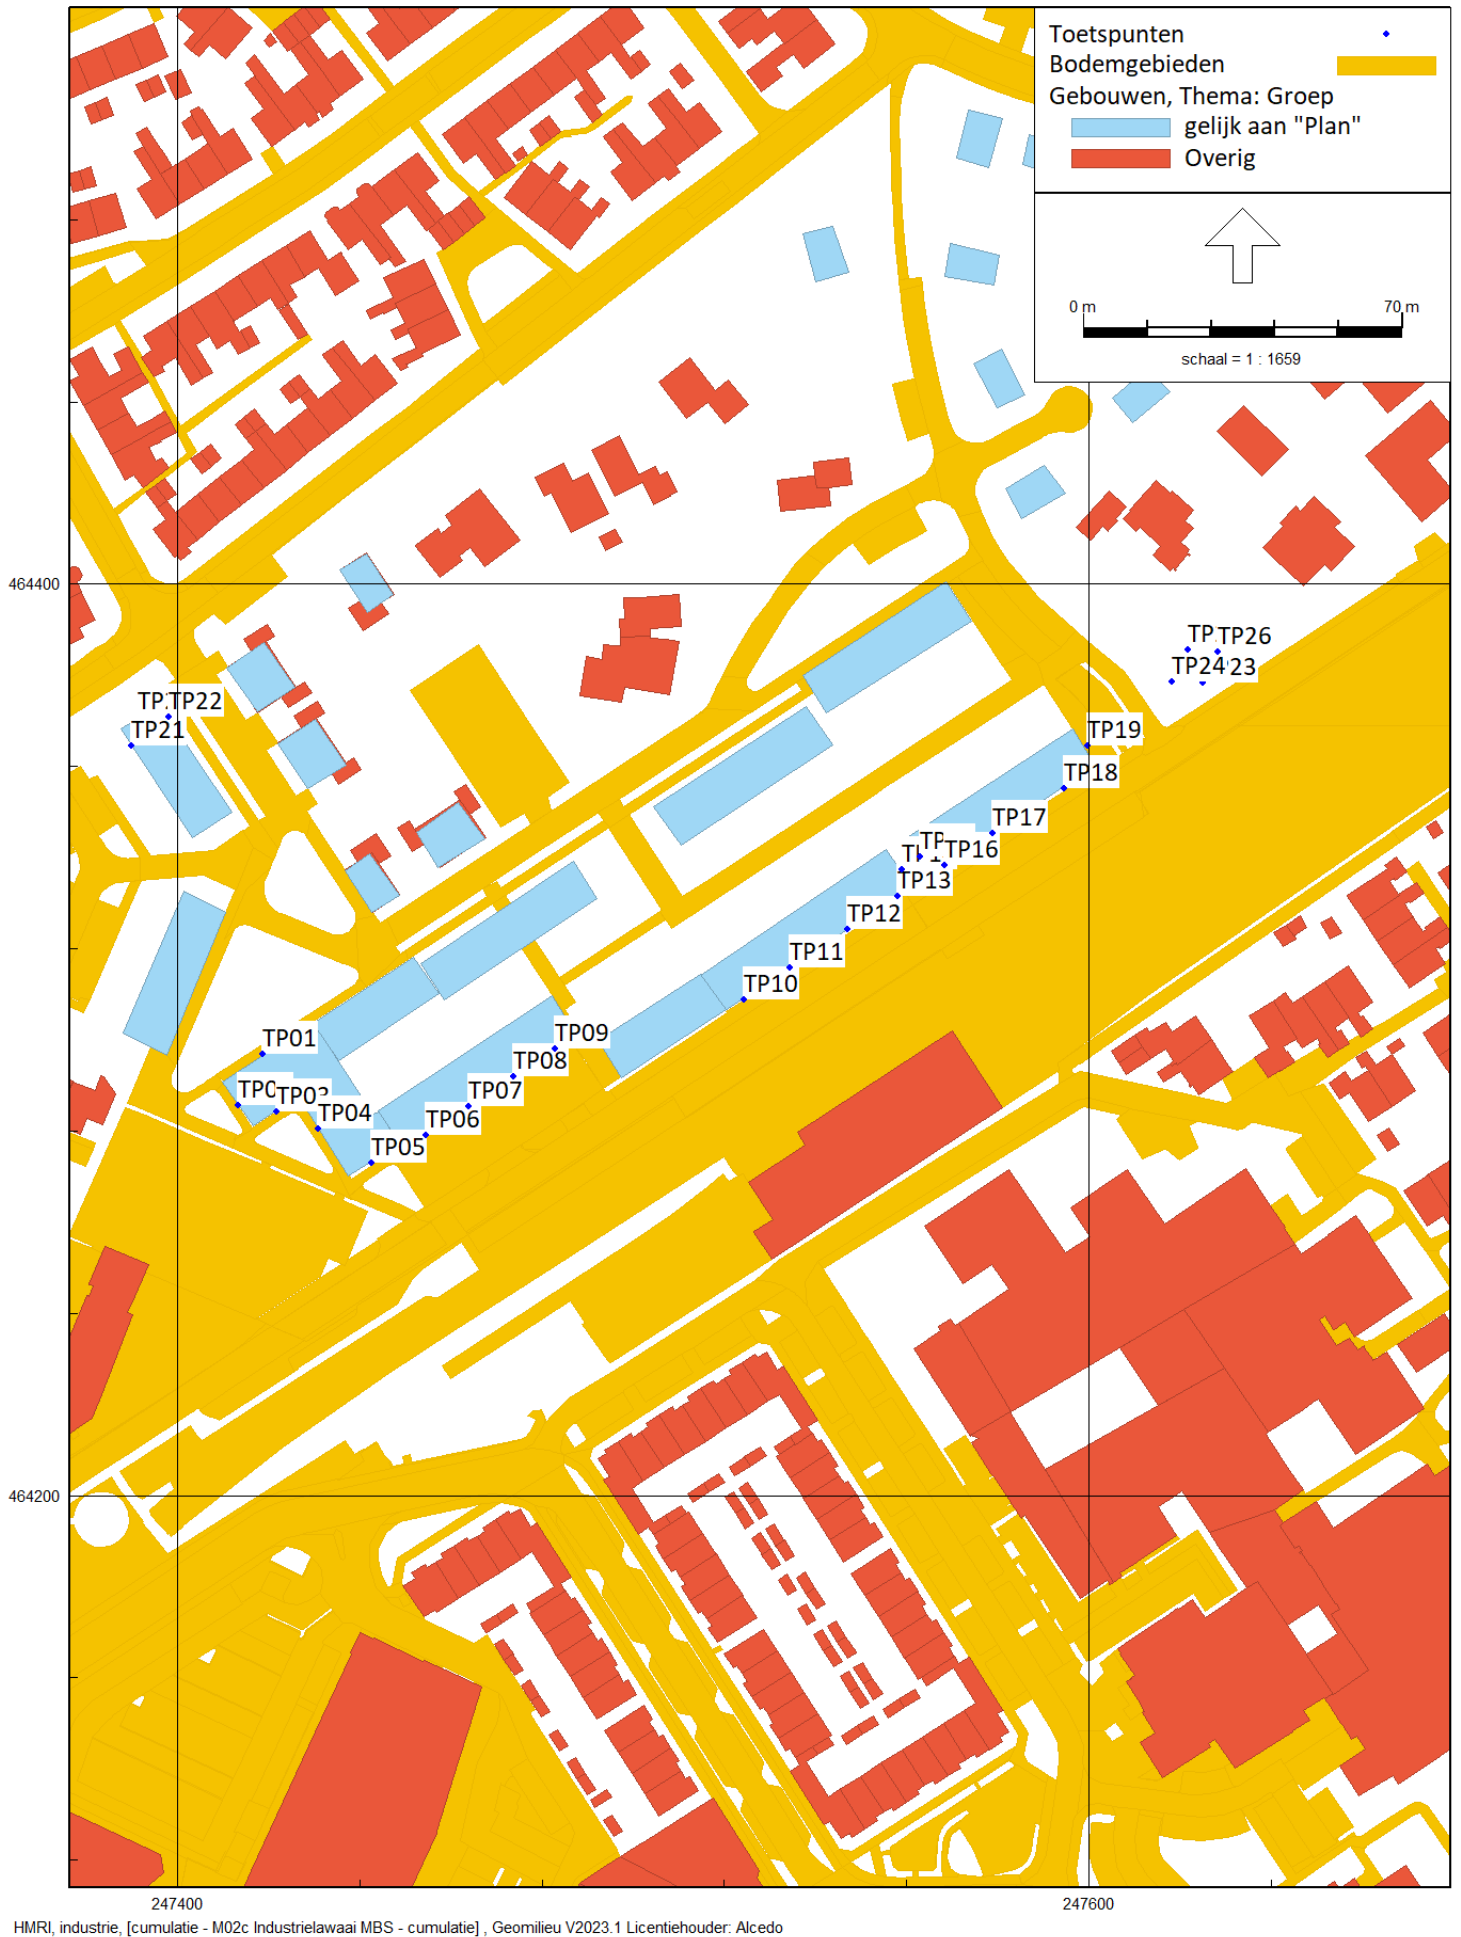 Toetspunten
Bodemgebieden
Gebouwen, Thema: Groep
gelijk aan "Plan"
Overig
0 m 70 m
schaal = 1 : 1659
464400
TP26
TP24 23
TP22
TP21
TP19
TP18
TP17
TP16
TP13
TP12
TP11
TP10
TP09
TP01
TP08
TP07
TP03
TP04
TP06
TP05
464200
247400 247600
HMRI, industrie, [cumulatie - M02c Industrielawaai MBS - cumulatie] , Geomilieu V2023.1 Licentiehouder: Alcedo